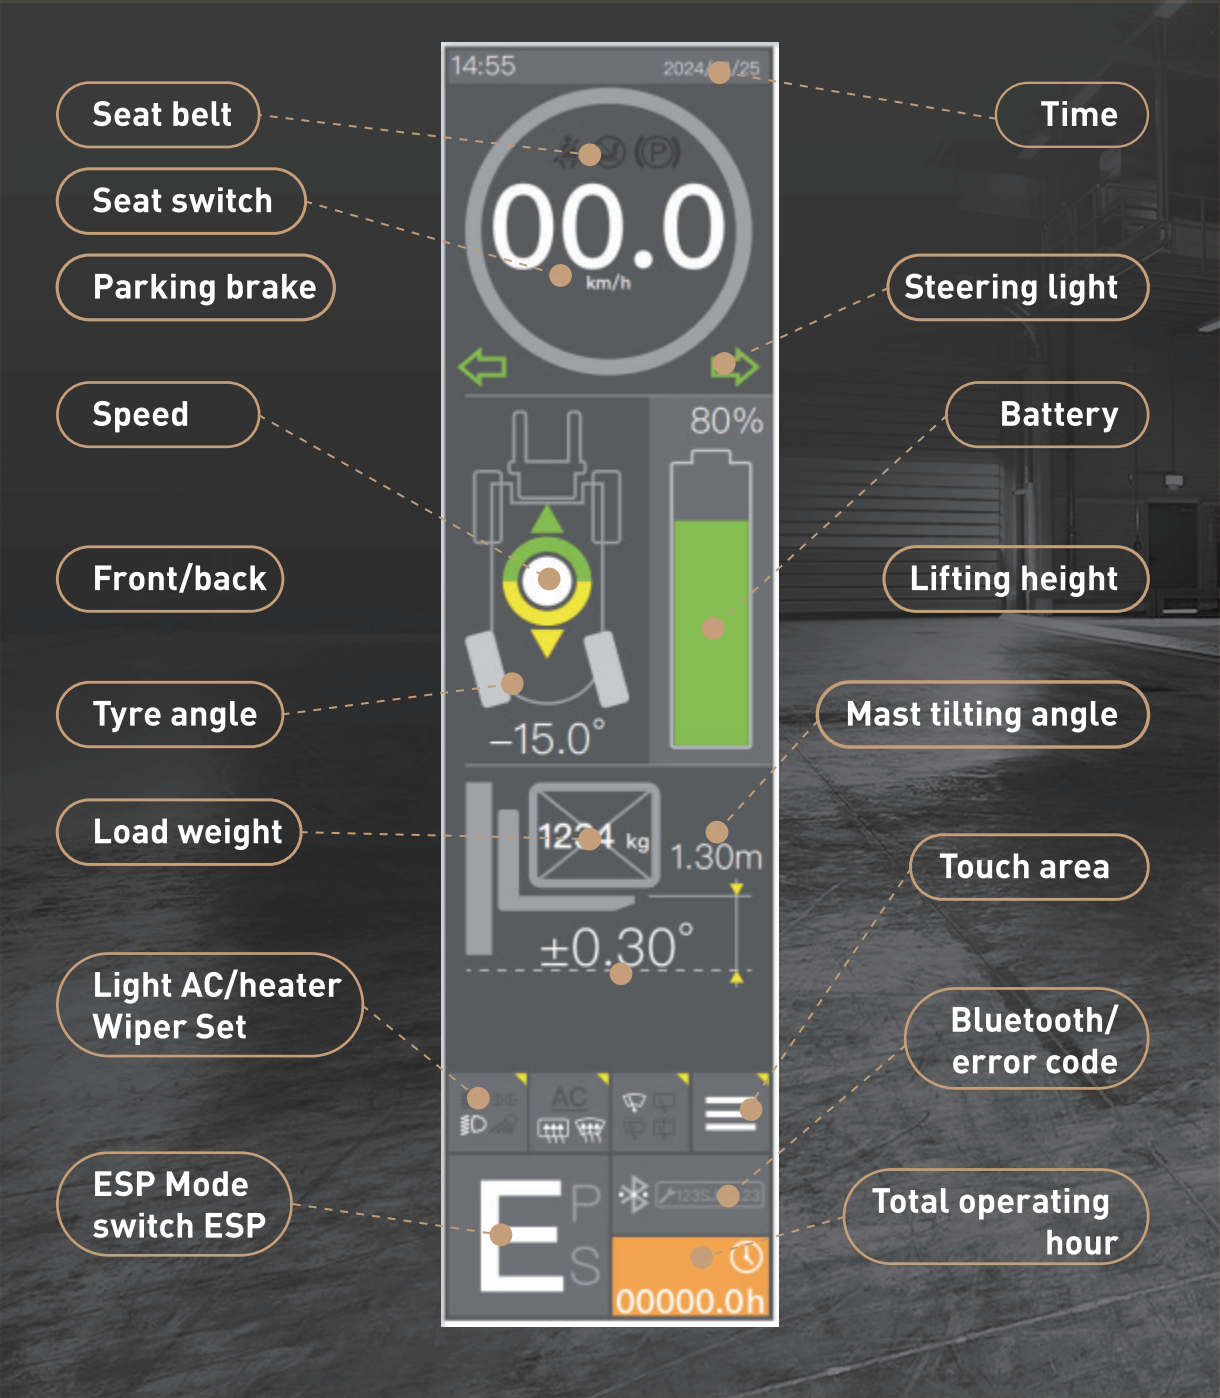 14:55
2024/ /25
Seat belt
Time
Seat switch
00.0
km/h
Parking brake
Steering light
Speed
Battery
80%
Front/back
Lifting height
Tyre angle
Mast tilting angle
–15.0°
Load weight
kg
1.30m
Touch area
±0.30°
Light AC/heater
Wiper Set
Bluetooth/
error code
AC
ESP Mode
switch ESP
E
P
S
Total operating
hour
00000.0h